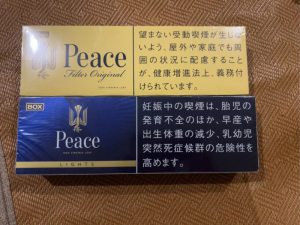 Peace
Filter Original
望まない受動喫煙が生じな
いよう、屋外や家庭でも周
囲の状況に配慮すること
が、健康増進法上、義務付
けられています。
BOX
Peace
LIGHTS
妊娠中の喫煙は、胎児の
発育不全のほか、早産や
出生体重の減少、乳幼児
突然死症候群の危険性を
高めます。